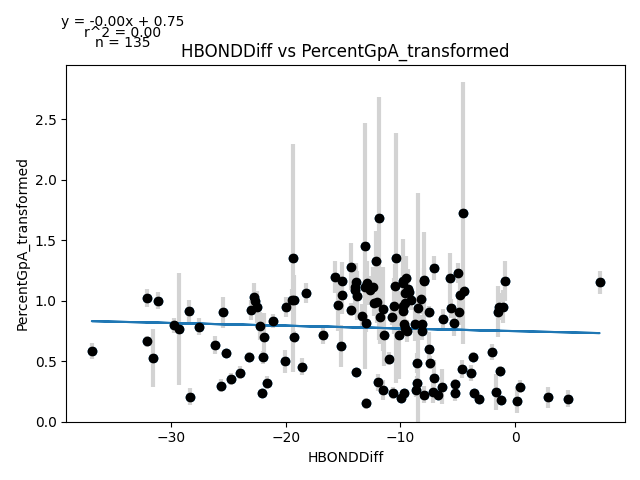 y = -0.00x + 0.75
r^2 = 0.00
n = 135
HBONDDiff vs PercentGpA_transformed
PercentGpA_transformed
2.5
2.0
1.5
1.0
0.5
0.0
−30
−20
−10
0
HBONDDiff